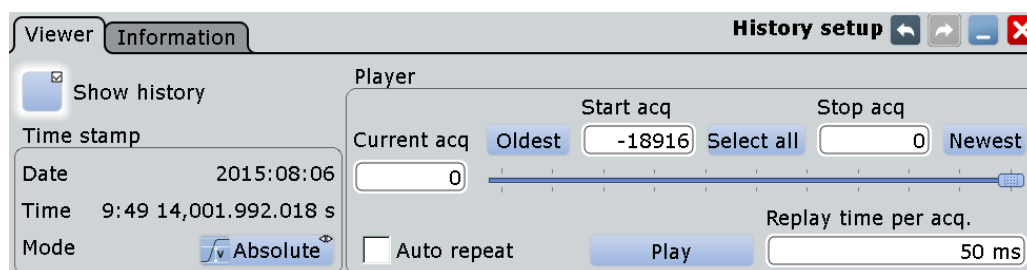 Viewer Information History setup
Show history
Player
Start acq Stop acq
Time stamp
Current acq Oldest -18916 Select all 0 Newest
Date 2015:08:06
0
Time 9:49 14,001.992.018 s
Replay time per acq.
Mode Absolute
Auto repeat Play 50 ms